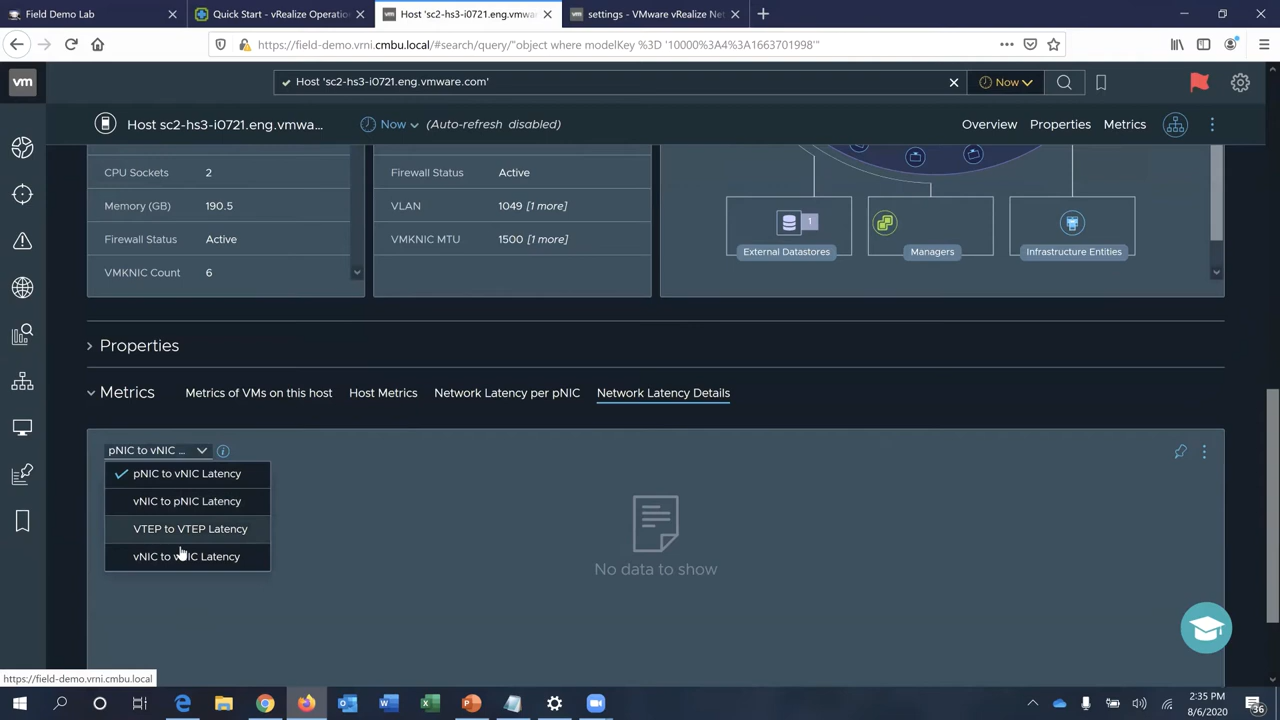 Field Demo Lab
Quick Start - vRealize Operation
Host 'sc2-hs3-i0721.eng.vmwa
settings - VMware vRealize Net
https://field-demo.vrni.cmbu.local/#search/query/"object where modelKey %3D '10000%3A4%3A1663701998'"
vm
Host 'sc2-hs3-i0721.eng.vmware.com'
Now
Host sc2-hs3-i0721.eng.vmwa...
Now
(Auto-refresh disabled)
Overview
Properties
Metrics
CPU Sockets 2
Memory (GB) 190.5
Firewall Status Active
VMKNIC Count 6
Firewall Status Active
VLAN 1049 [1 more]
VMKNIC MTU 1500 [1 more]
1
External Datastores
Managers
Infrastructure Entities
Properties
Metrics
Metrics of VMs on this host
Host Metrics
Network Latency per pNIC
Network Latency Details
pNIC to vNIC ...
pNIC to vNIC Latency
vNIC to pNIC Latency
VTEP to VTEP Latency
vNIC to vNIC Latency
No data to show
https://field-demo.vrni.cmbu.local
2:35 PM
8/6/2020
36